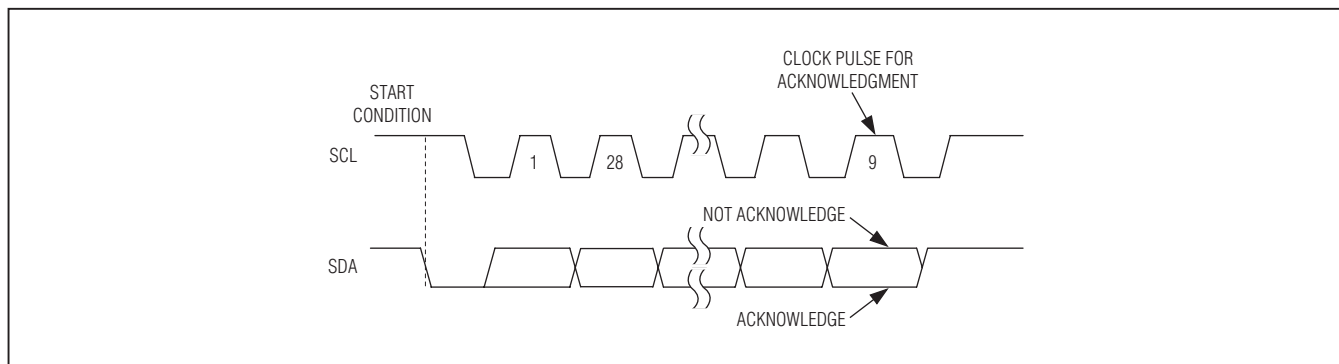 CLOCK PULSE FOR
ACKNOWLEDGMENT
START
CONDITION
SCL
1
28
9
NOT ACKNOWLEDGE
SDA
ACKNOWLEDGE